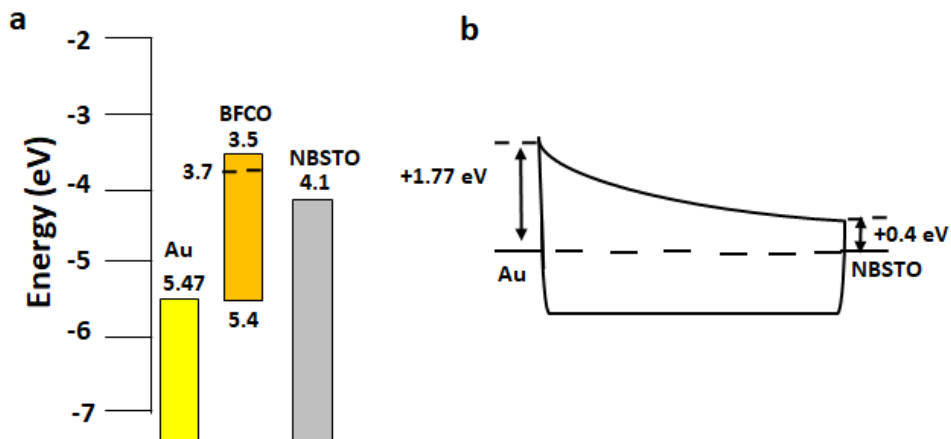 a
Energy (eV)
-2
-3
-4
-5
-6
-7
Au
5.47
BFCO
3.5
3.7
5.4
NBSTO
4.1
b
+1.77 eV
+0.4 eV
Au
NBSTO